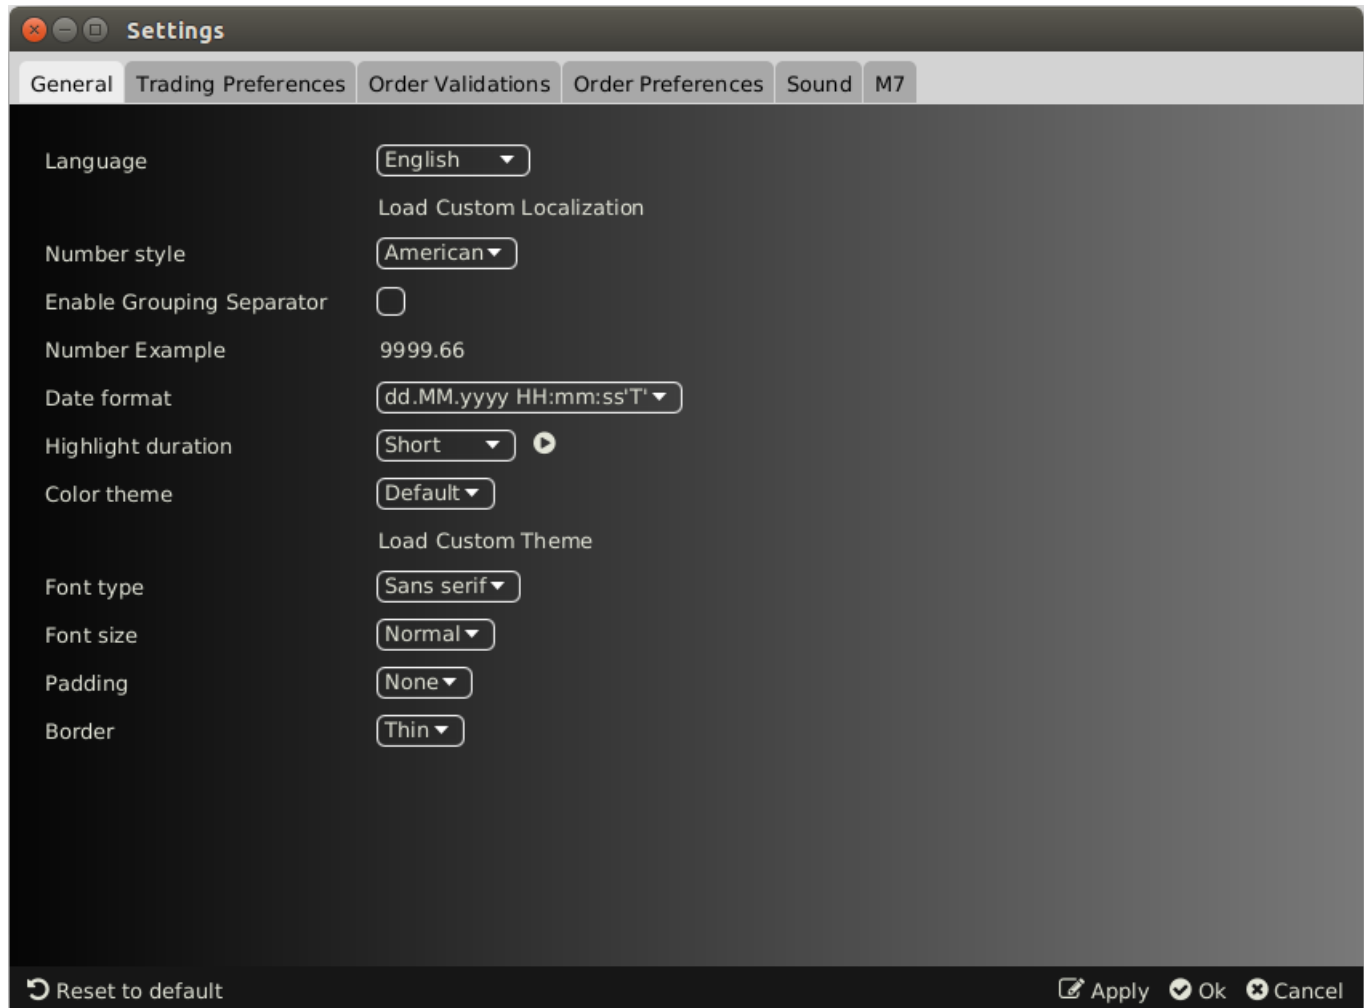 Settings
General Trading Preferences Order Validations Order Preferences Sound M7
Language English
Load Custom Localization
Number style American
Enable Grouping Separator
Number Example 9999.66
Date format dd.MM.yyyy HH:mm:ss'T'
Highlight duration Short
Color theme Default
Load Custom Theme
Font type Sans serif
Font size Normal
Padding None
Border Thin
Reset to default Apply Ok Cancel